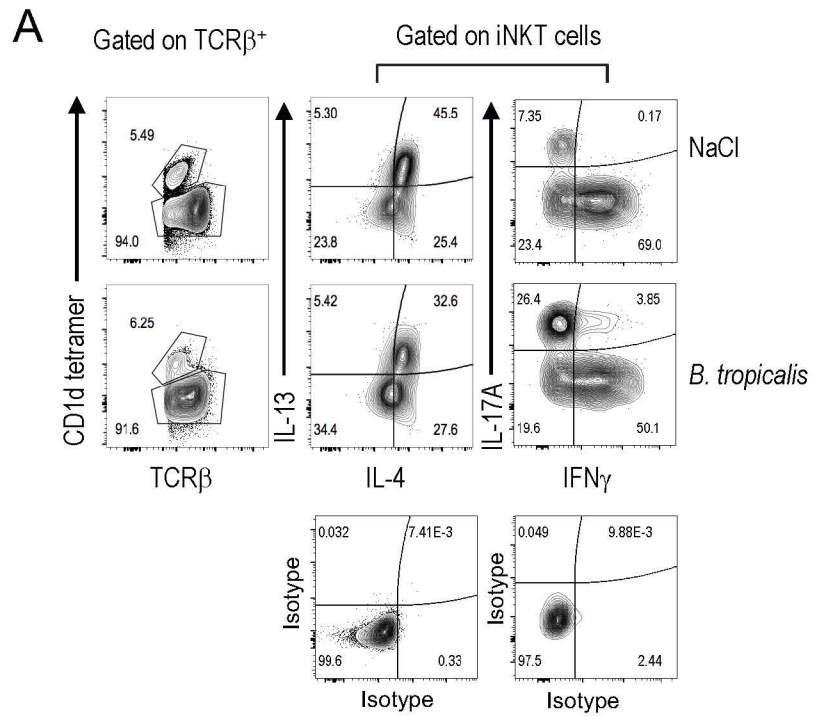 A
Gated on TCRβ+
Gated on iNKT cells
5.49
94.0
5.30
45.5
23.8
25.4
7.35
0.17
23.4
69.0
NaCl
6.25
91.6
5.42
32.6
34.4
27.6
26.4
3.85
19.6
50.1
B. tropicalis
CD1d tetramer
IL-13
IL-17A
TCRβ
IL-4
IFNγ
0.032
7.41E-3
99.6
0.33
0.049
9.88E-3
97.5
2.44
Isotype
Isotype
Isotype
Isotype